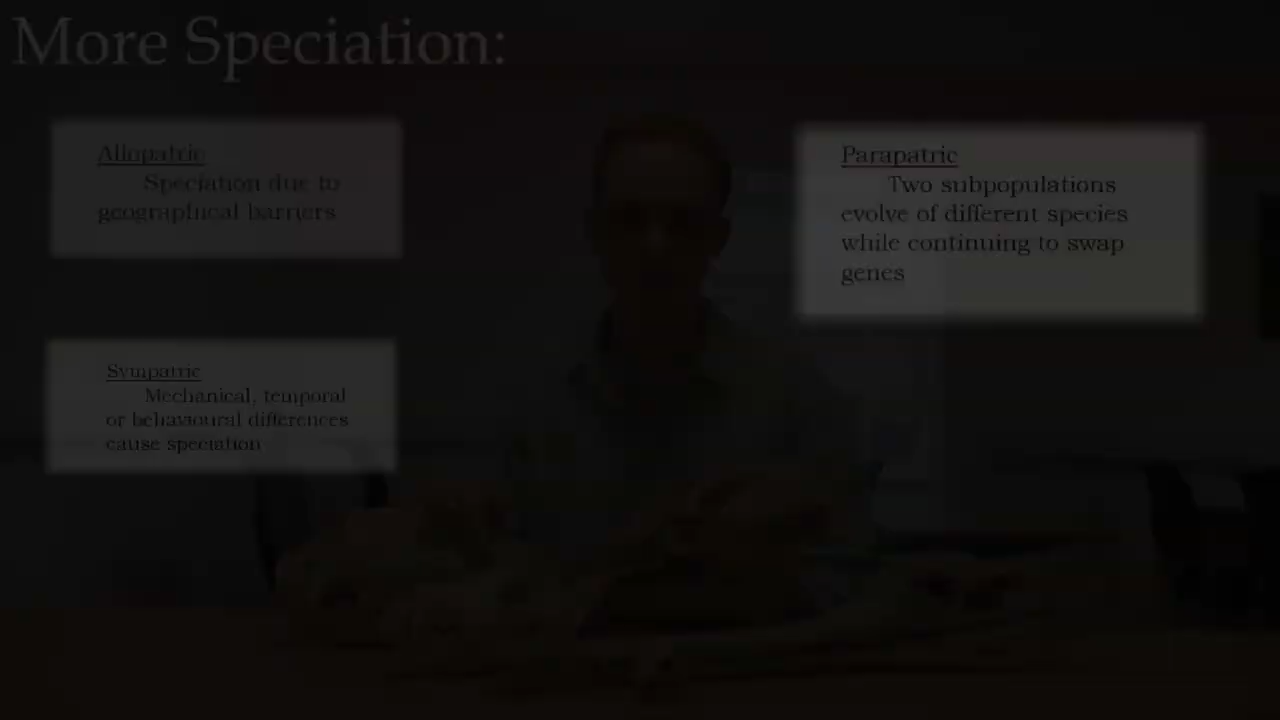 More Speciation:
Allopatric
Speciation due to
geographical barriers
Sympatric
Mechanical, temporal
or behavioural differences
cause speciation
Parapatric
Two subpopulations
evolve of different species
while continuing to swap
genes